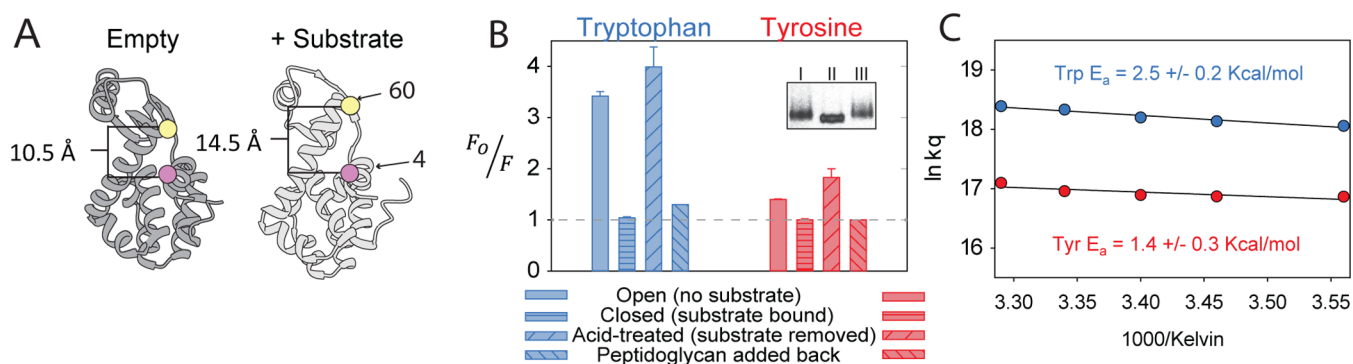 A
Empty
+ Substrate
10.5 Å
14.5 Å
60
4
B
Tryptophan
Tyrosine
I II III
Fo/F
4
3
2
1
0
Open (no substrate)
Closed (substrate bound)
Acid-treated (substrate removed)
Peptidoglycan added back
C
ln kq
19
18
17
16
Trp Ea = 2.5 +/- 0.2 Kcal/mol
Tyr Ea = 1.4 +/- 0.3 Kcal/mol
3.30 3.35 3.40 3.45 3.50 3.55
1000/Kelvin